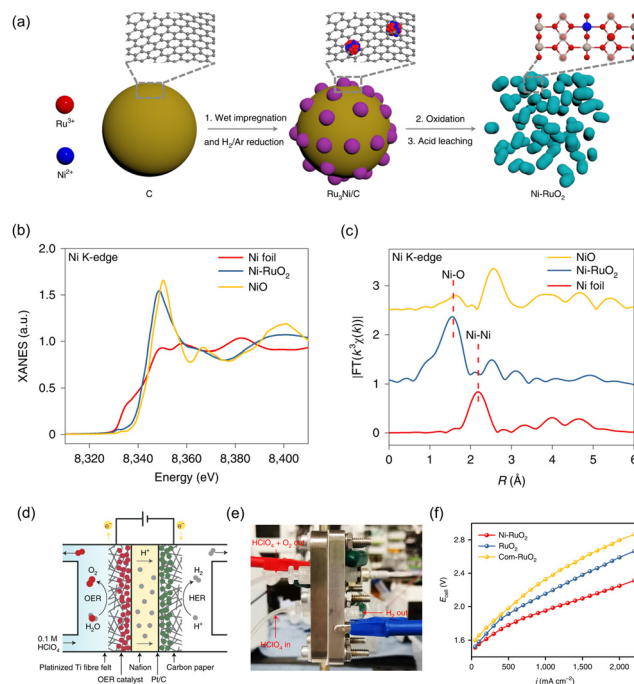 (a)
Ru³⁺
Ni²⁺
C
1. Wet impregnation
and H₂/Ar reduction
Ru₃Ni/C
2. Oxidation
3. Acid leaching
Ni-RuO₂
(b)
Ni K-edge
Ni foil
Ni-RuO₂
NiO
XANES (a.u.)
1.5
1.0
0.5
0
8,320
8,340
8,360
8,380
8,400
Energy (eV)
(c)
Ni K-edge
NiO
Ni-RuO₂
Ni foil
Ni-O
Ni-Ni
|FT(k³χ(k))|
3
2
1
0
0
1
2
3
4
5
6
R (Å)
(d)
H⁺
O₂
OER
H₂O
H₂
HER
H⁺
0.1 M
HClO₄
Platinized Ti fibre felt
Nafion
Carbon paper
OER catalyst
Pt/C
(e)
HClO₄ + O₂ out
H₂ out
HClO₄ in
(f)
Ni-RuO₂
RuO₂
Com-RuO₂
E cell (V)
2.8
2.4
2.0
1.6
1.2
0
500
1,000
1,500
2,000
j (mA cm⁻²)